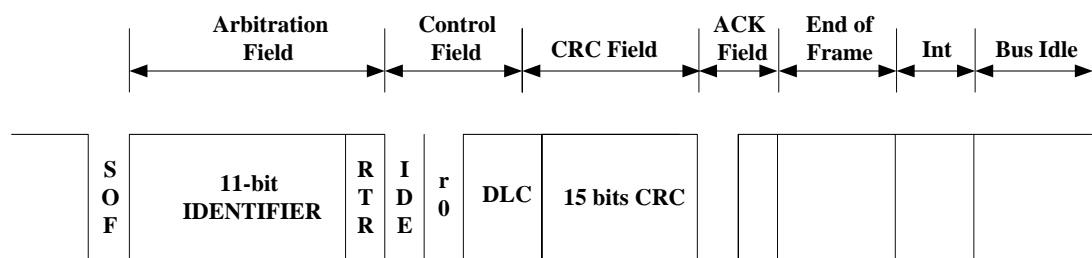 Arbitration
Field
Control
Field
CRC Field
ACK
Field
End of
Frame
Int
Bus Idle
S
O
F
11-bit
IDENTIFIER
R
T
R
I
D
E
r
0
DLC
15 bits CRC